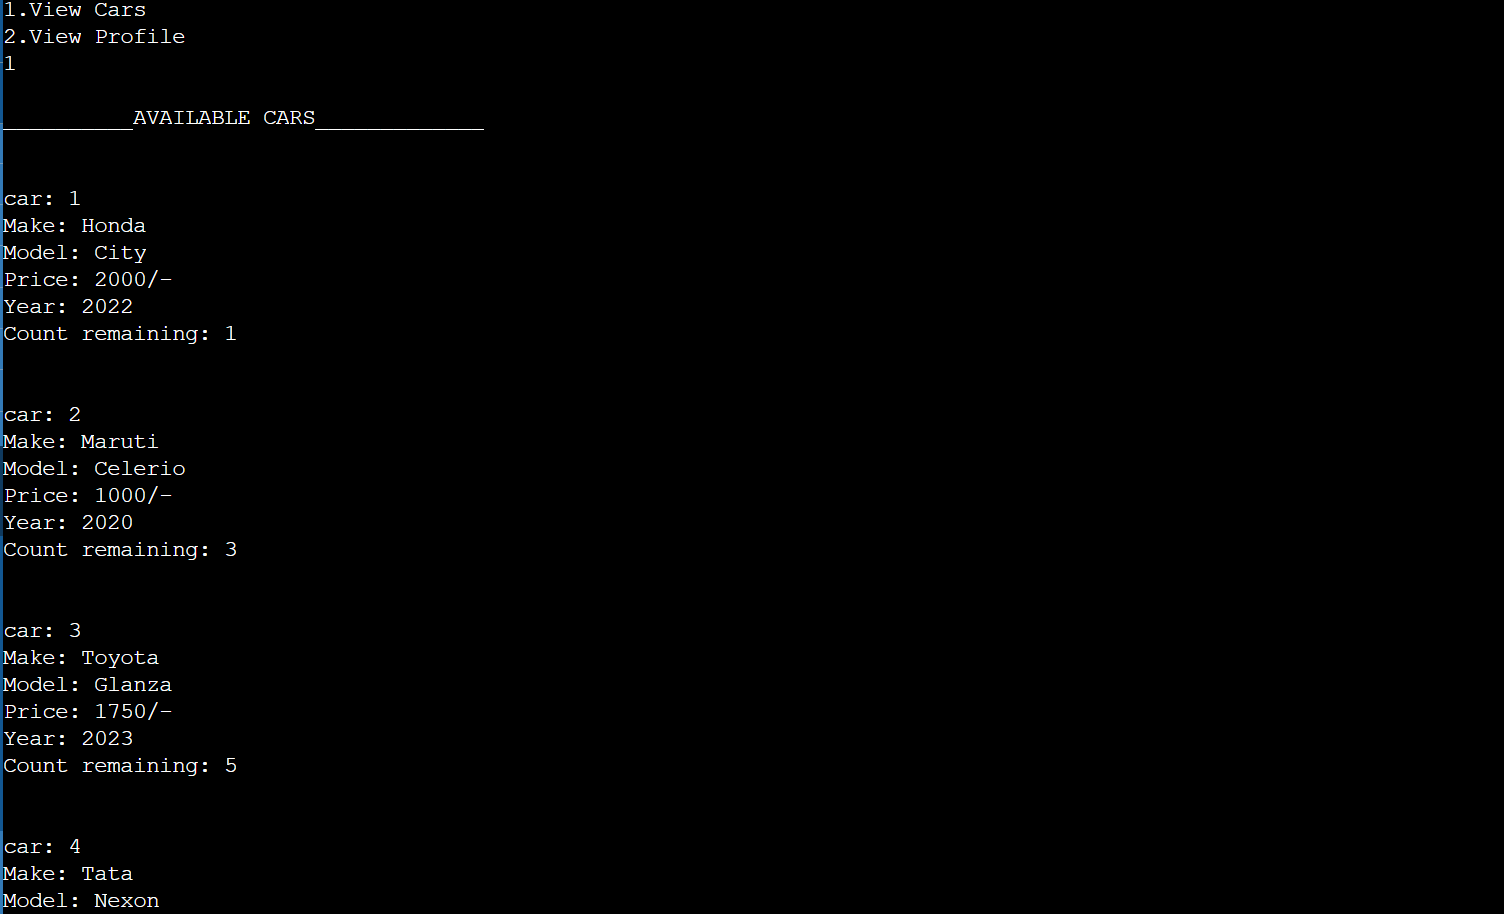 1.View Cars
2.View Profile
1
__________AVAILABLE CARS_____________
car: 1
Make: Honda
Model: City
Price: 2000/-
Year: 2022
Count remaining: 1
car: 2
Make: Maruti
Model: Celerio
Price: 1000/-
Year: 2020
Count remaining: 3
car: 3
Make: Toyota
Model: Glanza
Price: 1750/-
Year: 2023
Count remaining: 5
car: 4
Make: Tata
Model: Nexon